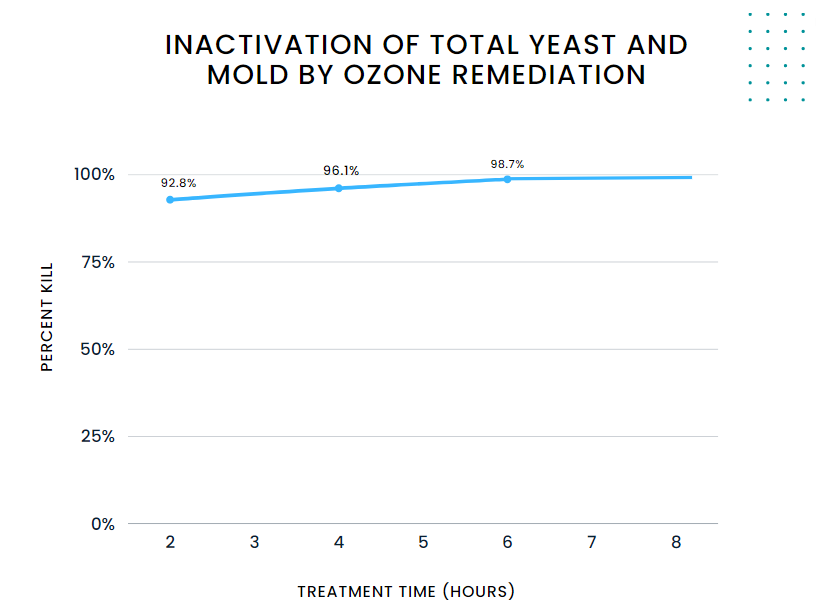 INACTIVATION OF TOTAL YEAST AND
MOLD BY OZONE REMEDIATION
100%
75%
50%
25%
0%
PERCENT KILL
92.8%
96.1%
98.7%
2 3 4 5 6 7 8
TREATMENT TIME (HOURS)